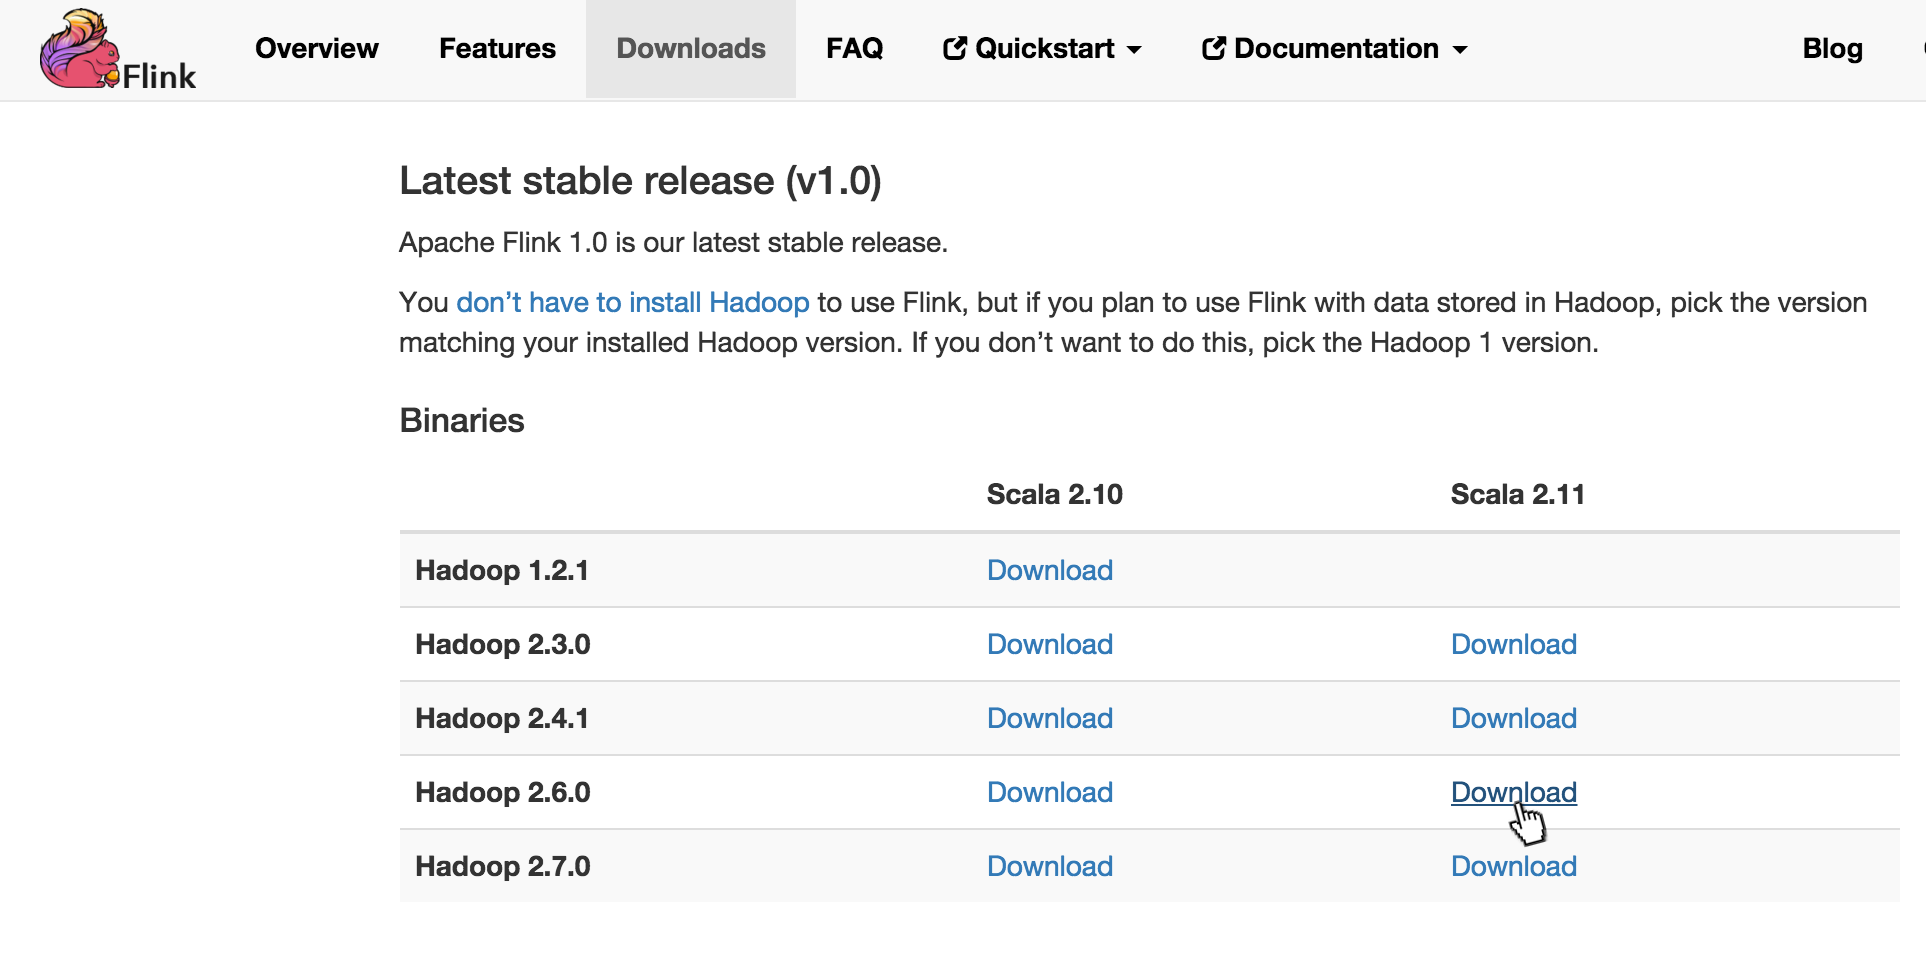 Flink
Overview Features Downloads FAQ Quickstart Documentation Blog
Latest stable release (v1.0)
Apache Flink 1.0 is our latest stable release.
You don’t have to install Hadoop to use Flink, but if you plan to use Flink with data stored in Hadoop, pick the version
matching your installed Hadoop version. If you don’t want to do this, pick the Hadoop 1 version.
Binaries
Scala 2.10 Scala 2.11
Hadoop 1.2.1 Download
Hadoop 2.3.0 Download Download
Hadoop 2.4.1 Download Download
Hadoop 2.6.0 Download Download
Hadoop 2.7.0 Download Download